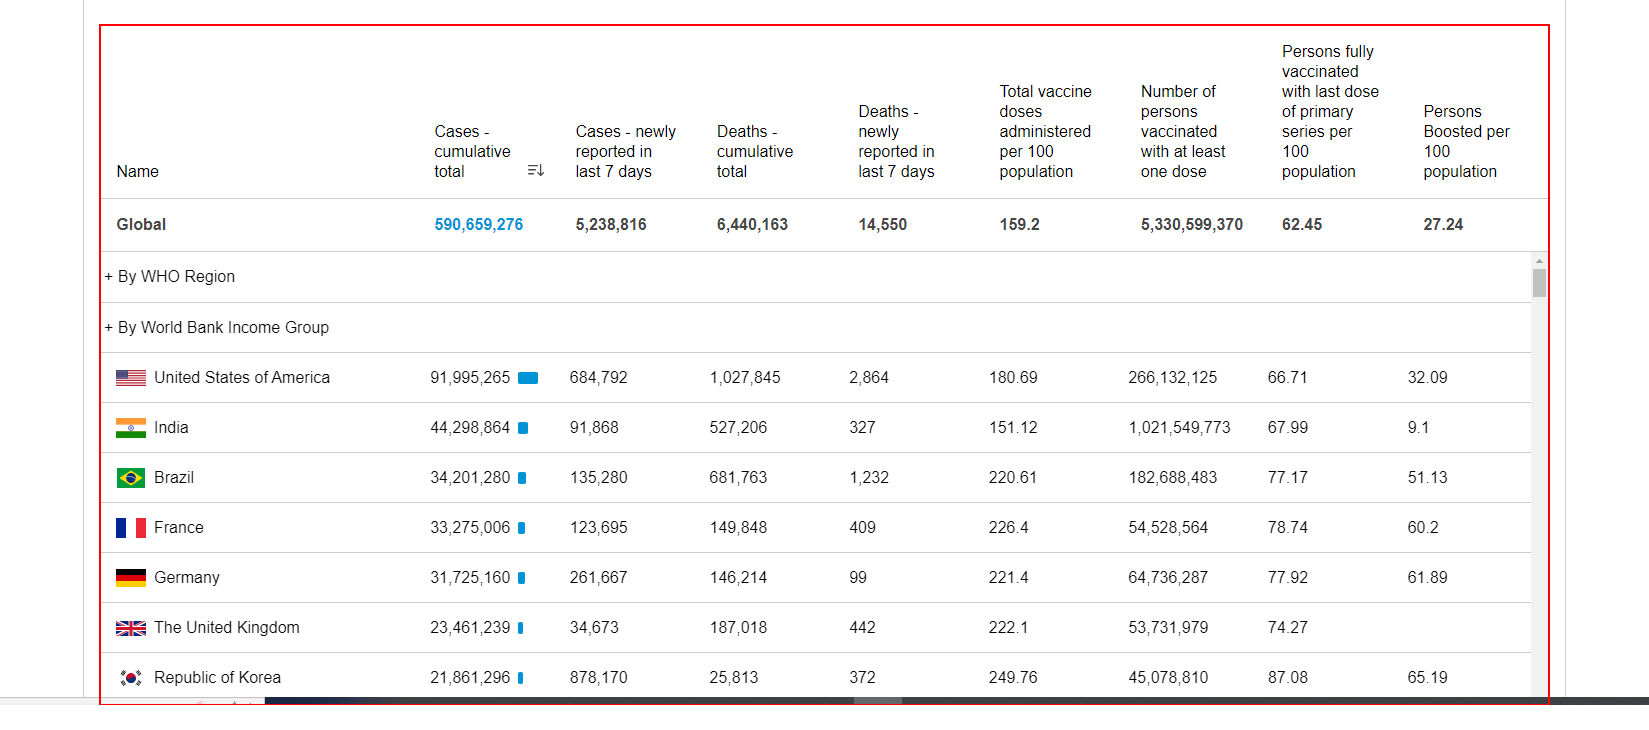 Name
Cases -
cumulative
total
Cases - newly
reported in
last 7 days
Deaths -
cumulative
total
Deaths -
newly
reported in
last 7 days
Total vaccine
doses
administered
per 100
population
Number of
persons
vaccinated
with at least
one dose
Persons fully
vaccinated
with last dose
of primary
series per
100
population
Persons
Boosted per
100
population
Global 590,659,276 5,238,816 6,440,163 14,550 159.2 5,330,599,370 62.45 27.24
+ By WHO Region
+ By World Bank Income Group
United States of America 91,995,265 684,792 1,027,845 2,864 180.69 266,132,125 66.71 32.09
India 44,298,864 91,868 527,206 327 151.12 1,021,549,773 67.99 9.1
Brazil 34,201,280 135,280 681,763 1,232 220.61 182,688,483 77.17 51.13
France 33,275,006 123,695 149,848 409 226.4 54,528,564 78.74 60.2
Germany 31,725,160 261,667 146,214 99 221.4 64,736,287 77.92 61.89
The United Kingdom 23,461,239 34,673 187,018 442 222.1 53,731,979 74.27
Republic of Korea 21,861,296 878,170 25,813 372 249.76 45,078,810 87.08 65.19